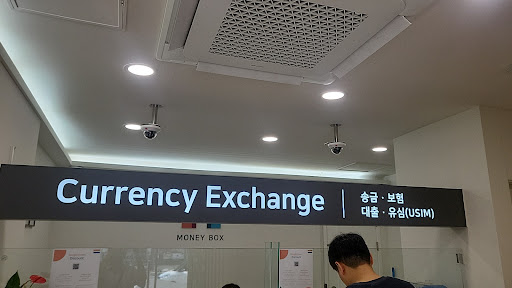 Currency Exchange
송금 · 보험
대출 · 유심(USIM)
MONEY BOX